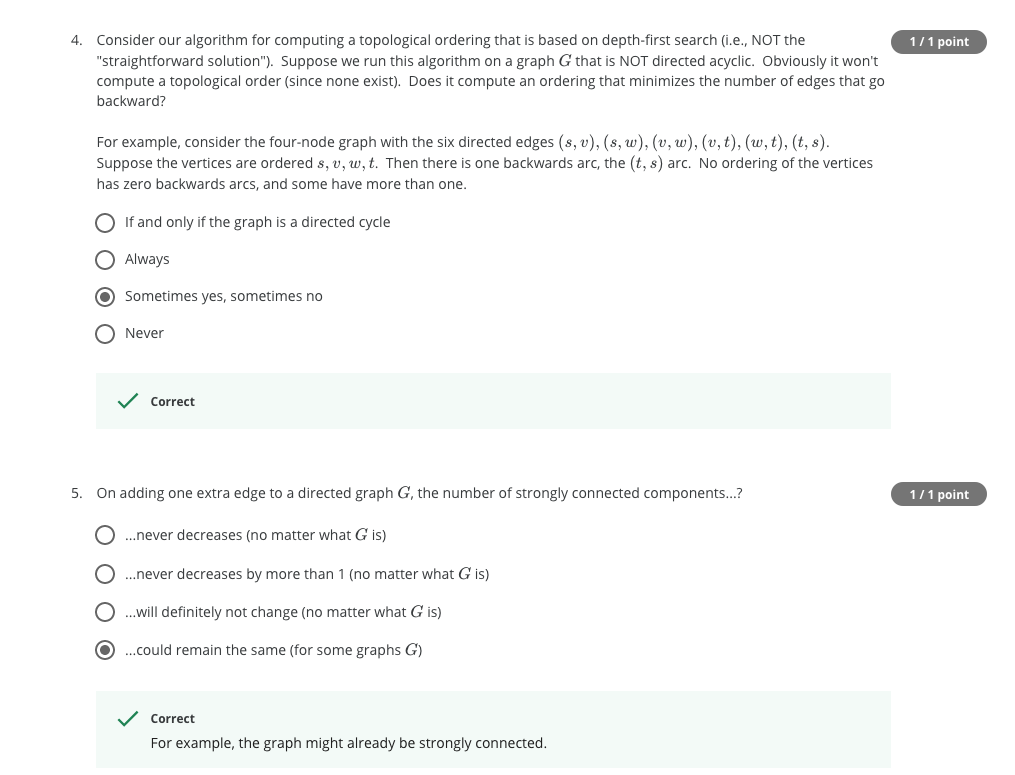 4. Consider our algorithm for computing a topological ordering that is based on depth-first search (i.e., NOT the
1 / 1 point
"straightforward solution").  Suppose we run this algorithm on a graph G that is NOT directed acyclic.  Obviously it won't
compute a topological order (since none exist).  Does it compute an ordering that minimizes the number of edges that go
backward?
For example, consider the four-node graph with the six directed edges (s, v), (s, w), (v, w), (v, t), (w, t), (t, s).
Suppose the vertices are ordered s, v, w, t.  Then there is one backwards arc, the (t, s) arc.  No ordering of the vertices
has zero backwards arcs, and some have more than one.
If and only if the graph is a directed cycle
Always
Sometimes yes, sometimes no
Never
Correct
5. On adding one extra edge to a directed graph G, the number of strongly connected components...?
1 / 1 point
...never decreases (no matter what G is)
...never decreases by more than 1 (no matter what G is)
...will definitely not change (no matter what G is)
...could remain the same (for some graphs G)
Correct
For example, the graph might already be strongly connected.